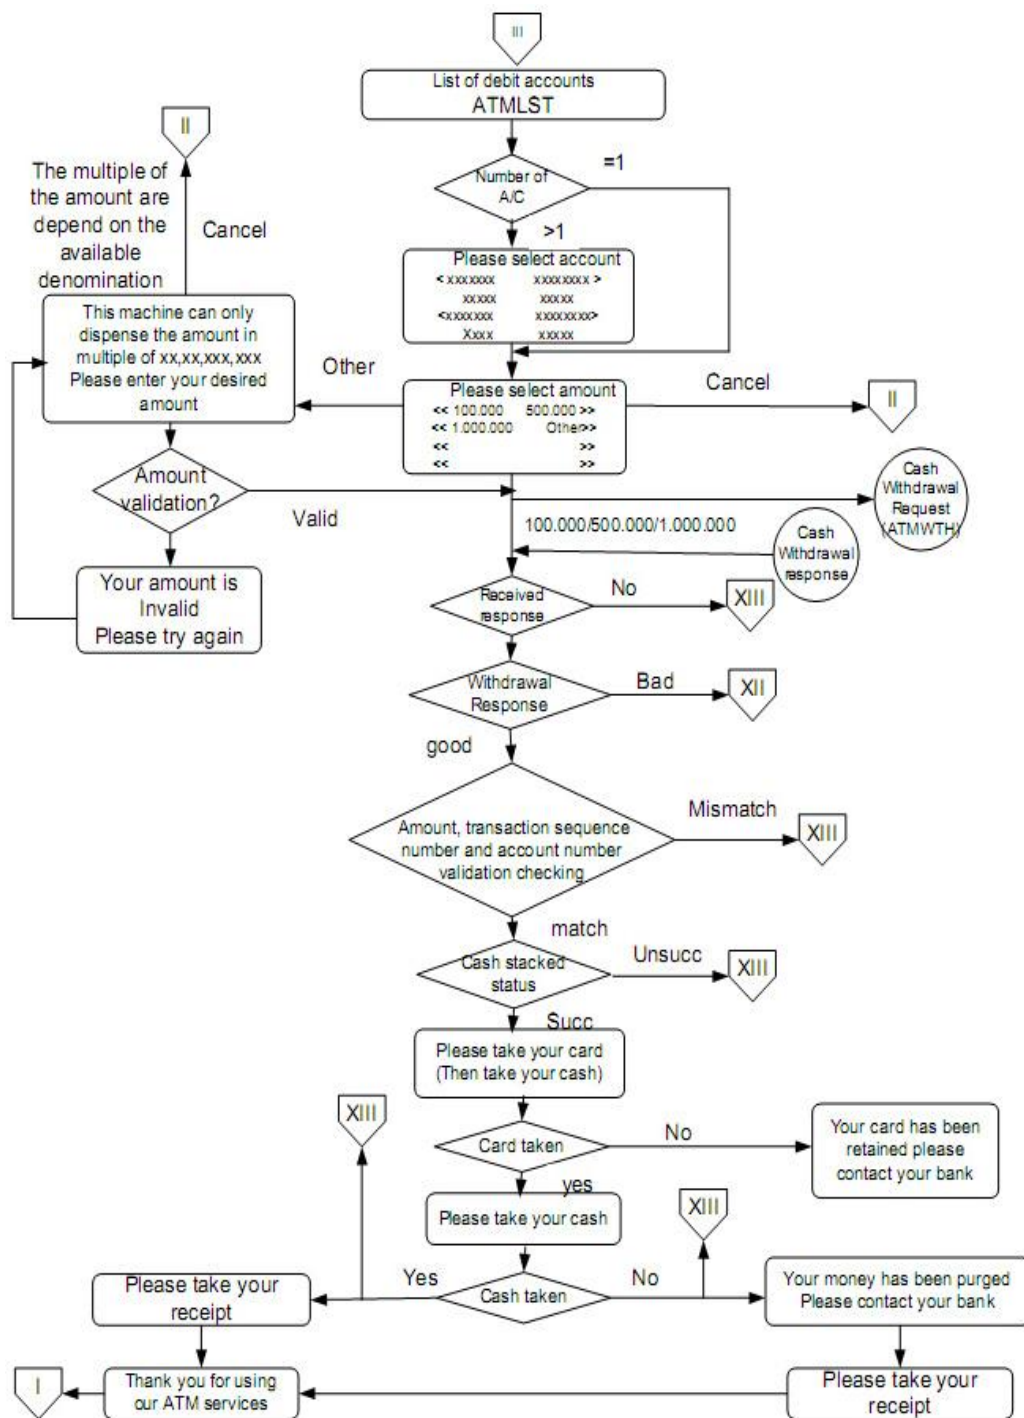 III
List of debit accounts
ATMLST
II
The multiple of
the amount are
depend on the
available
denomination
Cancel
Number of
A/C
=1
>1
Please select account
< xxxxxxx xxxxxxxx >
xxxxx xxxxx
<xxxxxxx xxxxxxxx>
Xxxx xxxxx
This machine can only
dispense the amount in
multiple of xx,xx,xxx,xxx
Please enter your desired
amount
Other
Please select amount
<< 100.000 500.000 >>
<< 1.000.000 Other>>
<< >>
<< >>
Cancel
II
Amount
validation?
Valid
Cash
Withdrawal
Request
(ATMWTH)
100.000/500.000/1.000.000
Cash
Withdrawal
response
Your amount is
Invalid
Please try again
Received
response
No
XIII
Withdrawal
Response
Bad
XII
good
Amount, transaction sequence
number and account number
validation checking
Mismatch
XIII
match
Cash stacked
status
Unsucc
XIII
Succ
Please take your card
(Then take your cash)
XIII
Card taken
No
Your card has been
retained please
contact your bank
yes
Please take your cash
XIII
Please take your
receipt
Yes
Cash taken
No
Your money has been purged
Please contact your bank
I
Thank you for using
our ATM services
Please take your
receipt